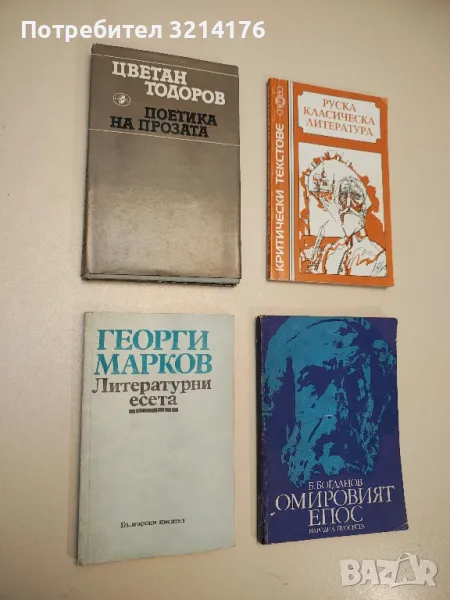 Потребител 3214176
ЦВЕТАН
ТОДОРОВ
ПОЕТИКА
НА ПРОЗАТА
КРИТИЧЕСКИ ТЕКСТОВЕ
РУСКА
КЛАСИЧЕСКА
ЛИТЕРАТУРА
ГЕОРГИ
МАРКОВ
Литературни
есета
Български писател
Б. БОГДАНОВ
ОМИРОВИЯТ
ЕПОС
НАРОДНА ПРОСВЕТА
bazar